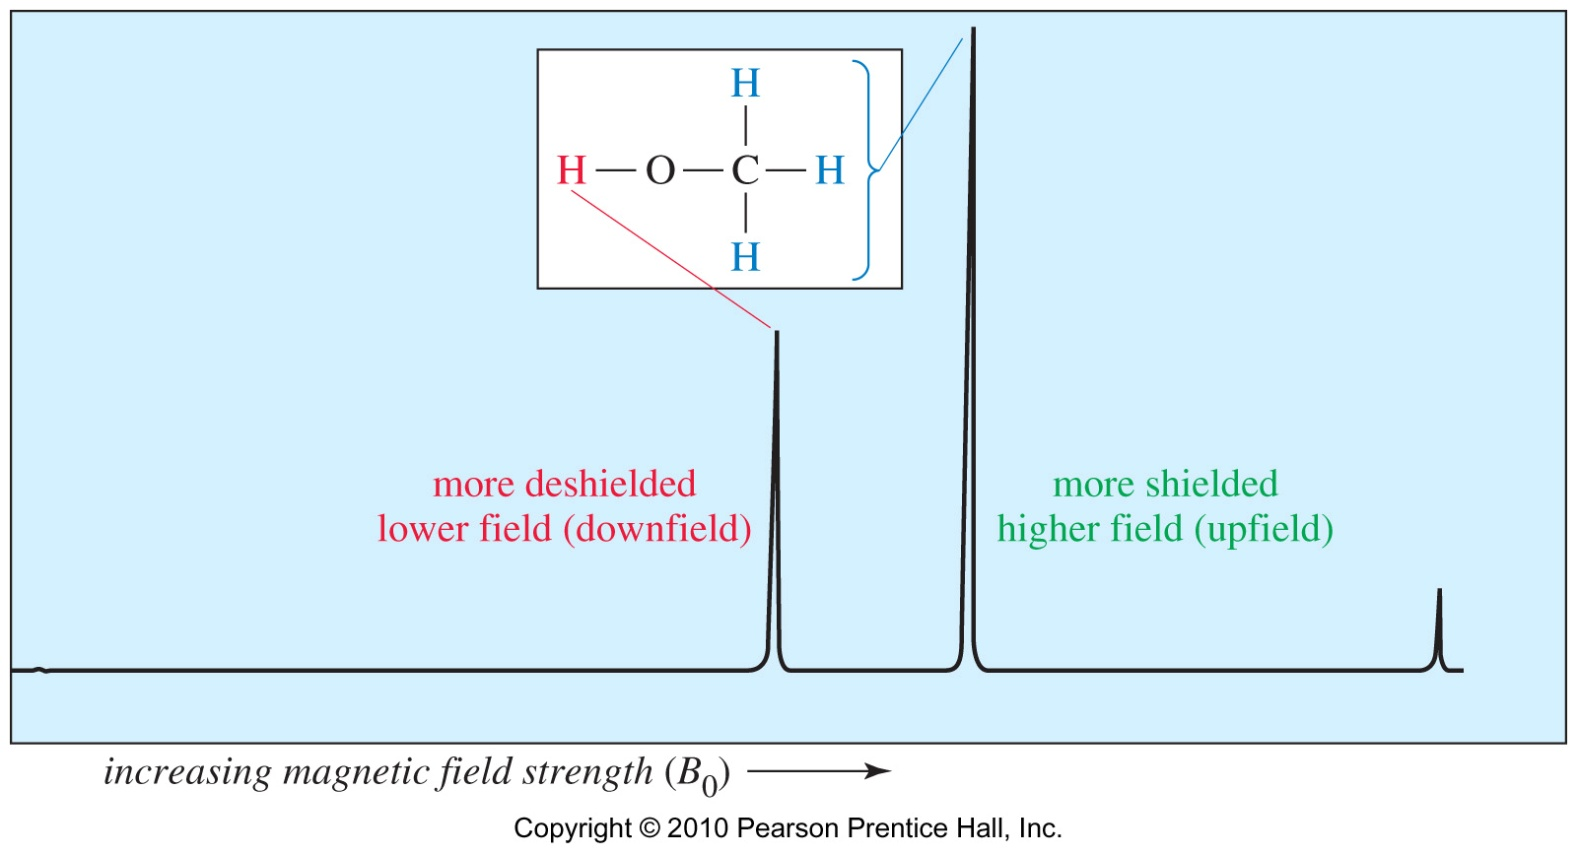 H
H — O — C — H
H
more deshielded
lower field (downfield)
more shielded
higher field (upfield)
increasing magnetic field strength (B₀)
Copyright © 2010 Pearson Prentice Hall, Inc.